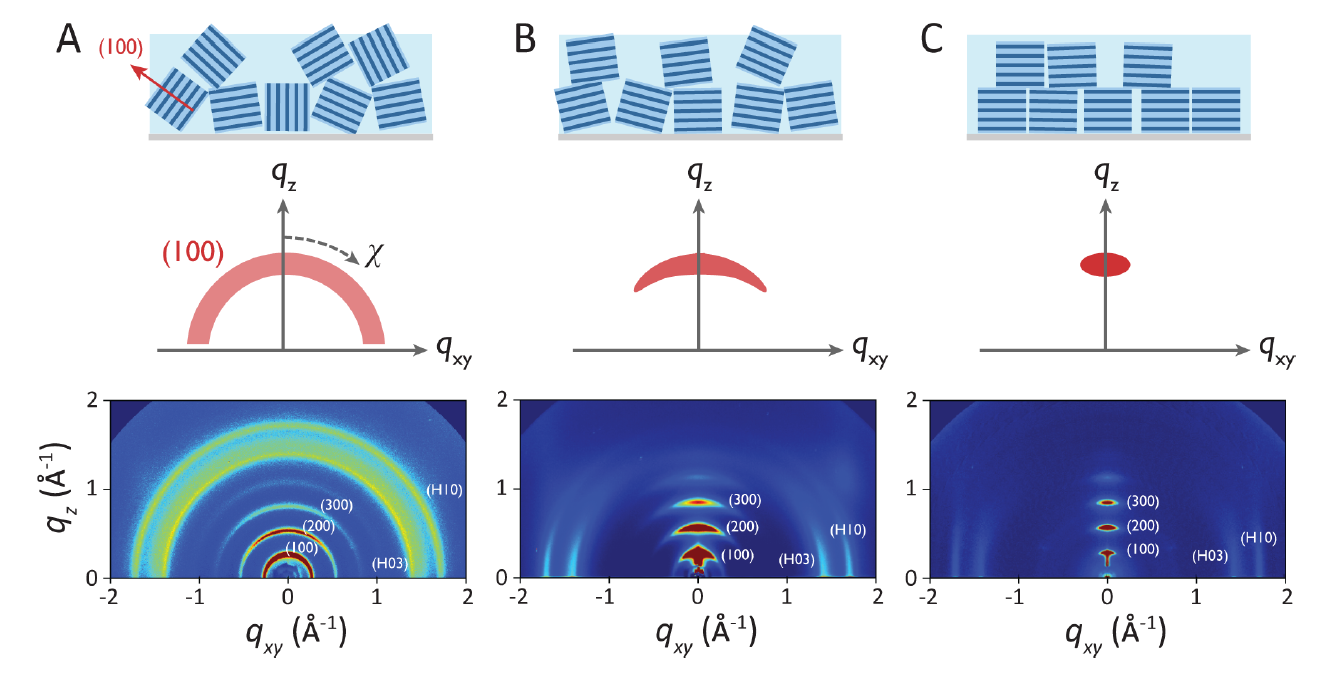 A
(100)
B
C
q_z
q_z
q_z
(100)
χ
q_xy
q_xy
q_xy
2
1
0
q_z (Å⁻¹)
(H10)
(300)
(200)
(100)
(H03)
-2
-1
0
1
2
q_xy (Å⁻¹)
2
1
0
(300)
(200)
(100)
(H10)
(H03)
-2
-1
0
1
2
q_xy (Å⁻¹)
2
1
0
(300)
(200)
(100)
(H10)
(H03)
-2
-1
0
1
2
q_xy (Å⁻¹)